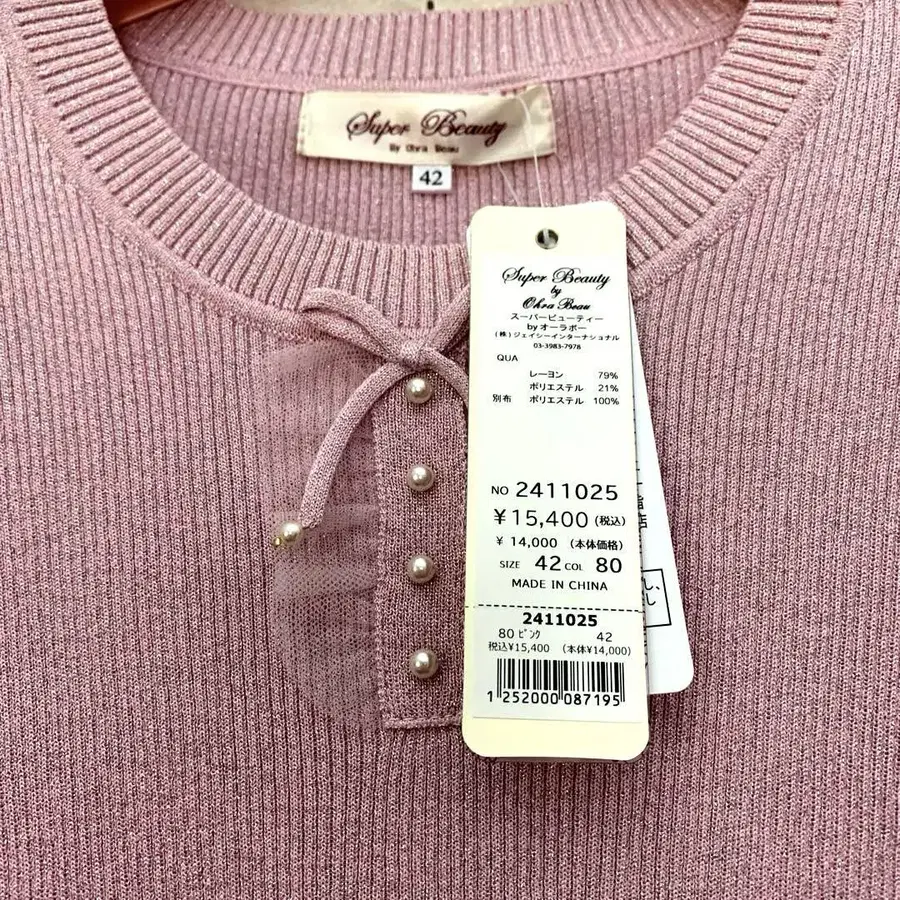 Super Beauty
By Ohra Beau
42
Super Beauty
by
Ohra Beau
スーパービューティー
by オーラボー
(株)ジェイシーインターナショナル
03-3983-7978
QUA
レーヨン 79%
ポリエステル 21%
別布 ポリエステル 100%
NO 2411025
¥15,400 (税込)
¥ 14,000 (本体価格)
SIZE 42 COL 80
MADE IN CHINA
2411025
80 ピンク 42
税込¥15,400 (本体¥14,000)
1 252000 087195